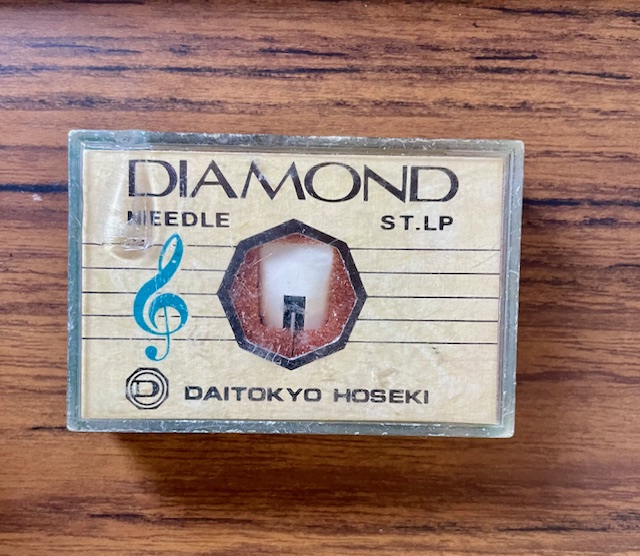 DIAMOND
NEEDLE ST.LP
D DAITOKYO HOSEKI